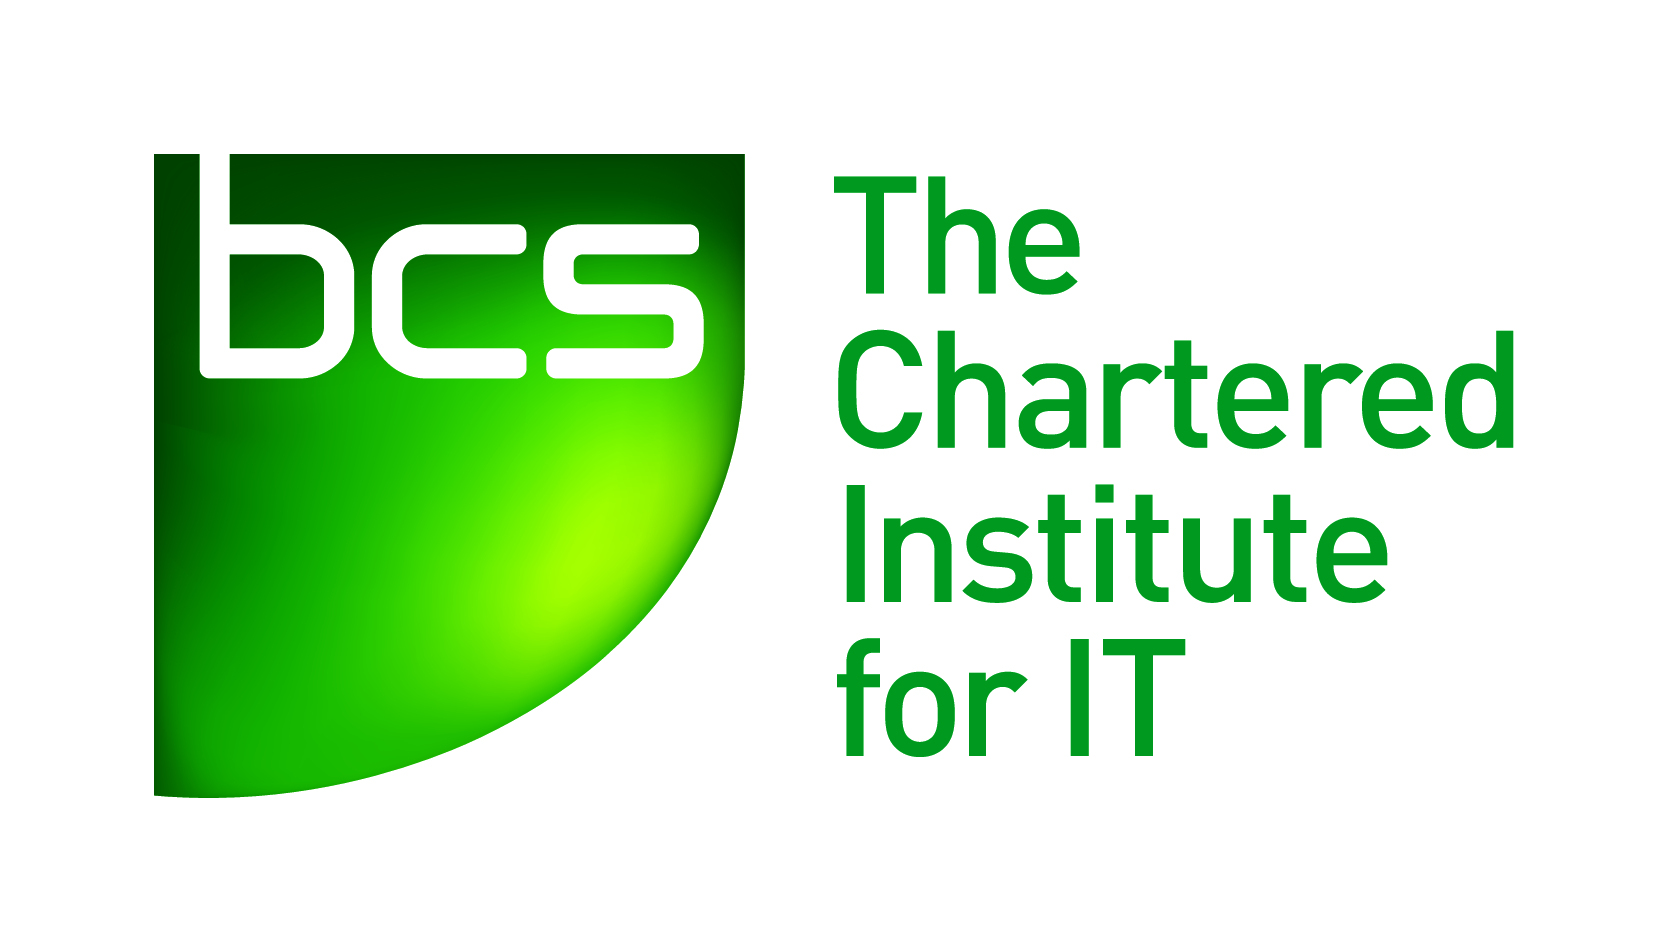 bcs
The
Chartered
Institute
for IT